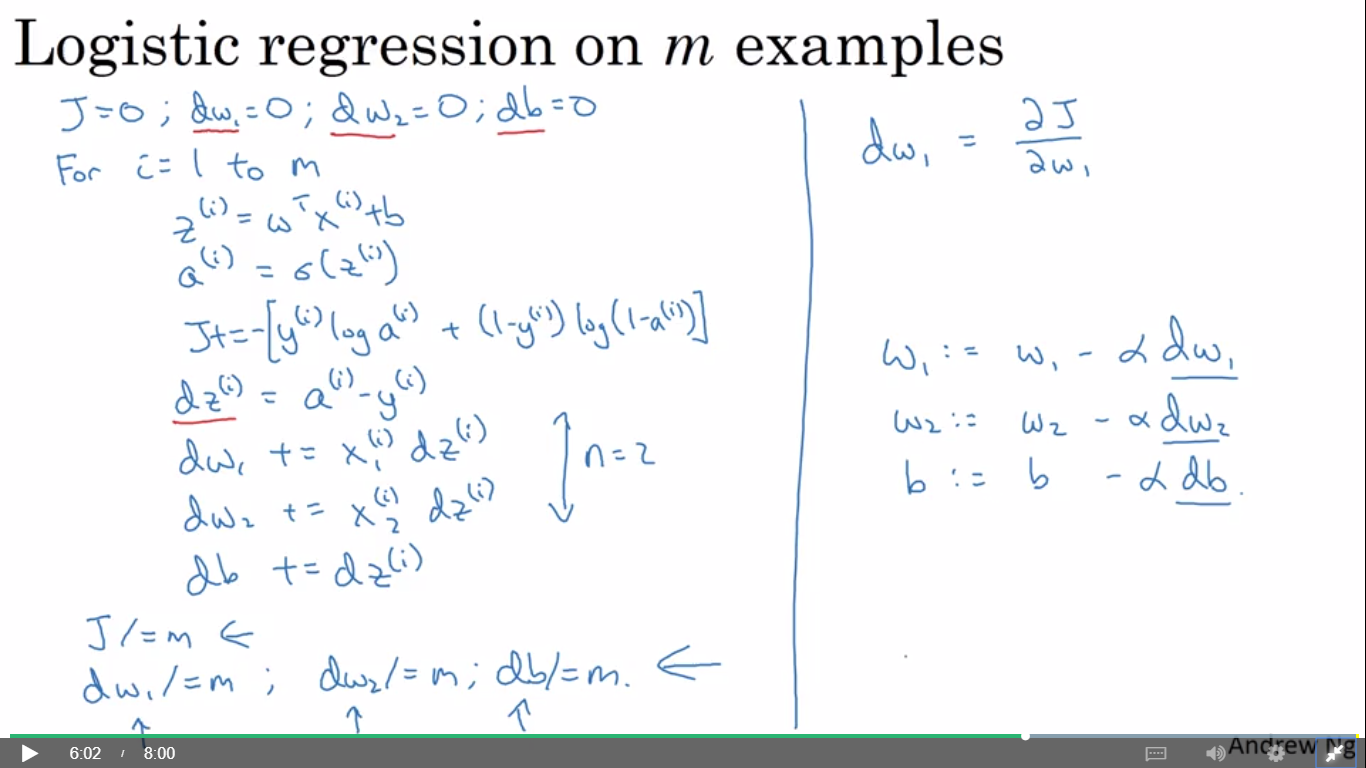 Logistic regression on m examples
J=0 ; dw₁=0 ; dw₂=0 ; db=0
For i=1 to m
z⁽ⁱ⁾ = ωᵀx⁽ⁱ⁾+b
a⁽ⁱ⁾ = σ(z⁽ⁱ⁾)
J+=-[y⁽ⁱ⁾ log a⁽ⁱ⁾ + (1-y⁽ⁱ⁾) log(1-a⁽ⁱ⁾)]
dz⁽ⁱ⁾ = a⁽ⁱ⁾-y⁽ⁱ⁾
dw₁ += x₁⁽ⁱ⁾ dz⁽ⁱ⁾
dw₂ += x₂⁽ⁱ⁾ dz⁽ⁱ⁾
n=2
db += dz⁽ⁱ⁾
J /= m ←
dw₁ /= m ; dw₂ /= m ; db /= m. ←
↑ ↑ ↑
dw₁ = ∂J/∂w₁
w₁ := w₁ - α dw₁
w₂ := w₂ - α dw₂
b := b - α db.
6:02 / 8:00
Andrew Ng